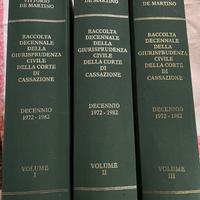 VITTORIO
DE MARTINO
RACCOLTA
DECENNALE
DELLA
GIURISPRUDENZA
CIVILE
DELLA CORTE
DI
CASSAZIONE
DECENNIO
1972 - 1982
VOLUME
I
DE MARTINO
RACCOLTA
DECENNALE
DELLA
GIURISPRUDENZA
CIVILE
DELLA CORTE
DI
CASSAZIONE
DECENNIO
1972 - 1982
VOLUME
II
DE MARTINO
RACCOLTA
DECENNALE
DELLA
GIURISPRUDENZA
CIVILE
DELLA CORTE
DI
CASSAZIONE
DECENNIO
1972 - 1982
VOLUME
III